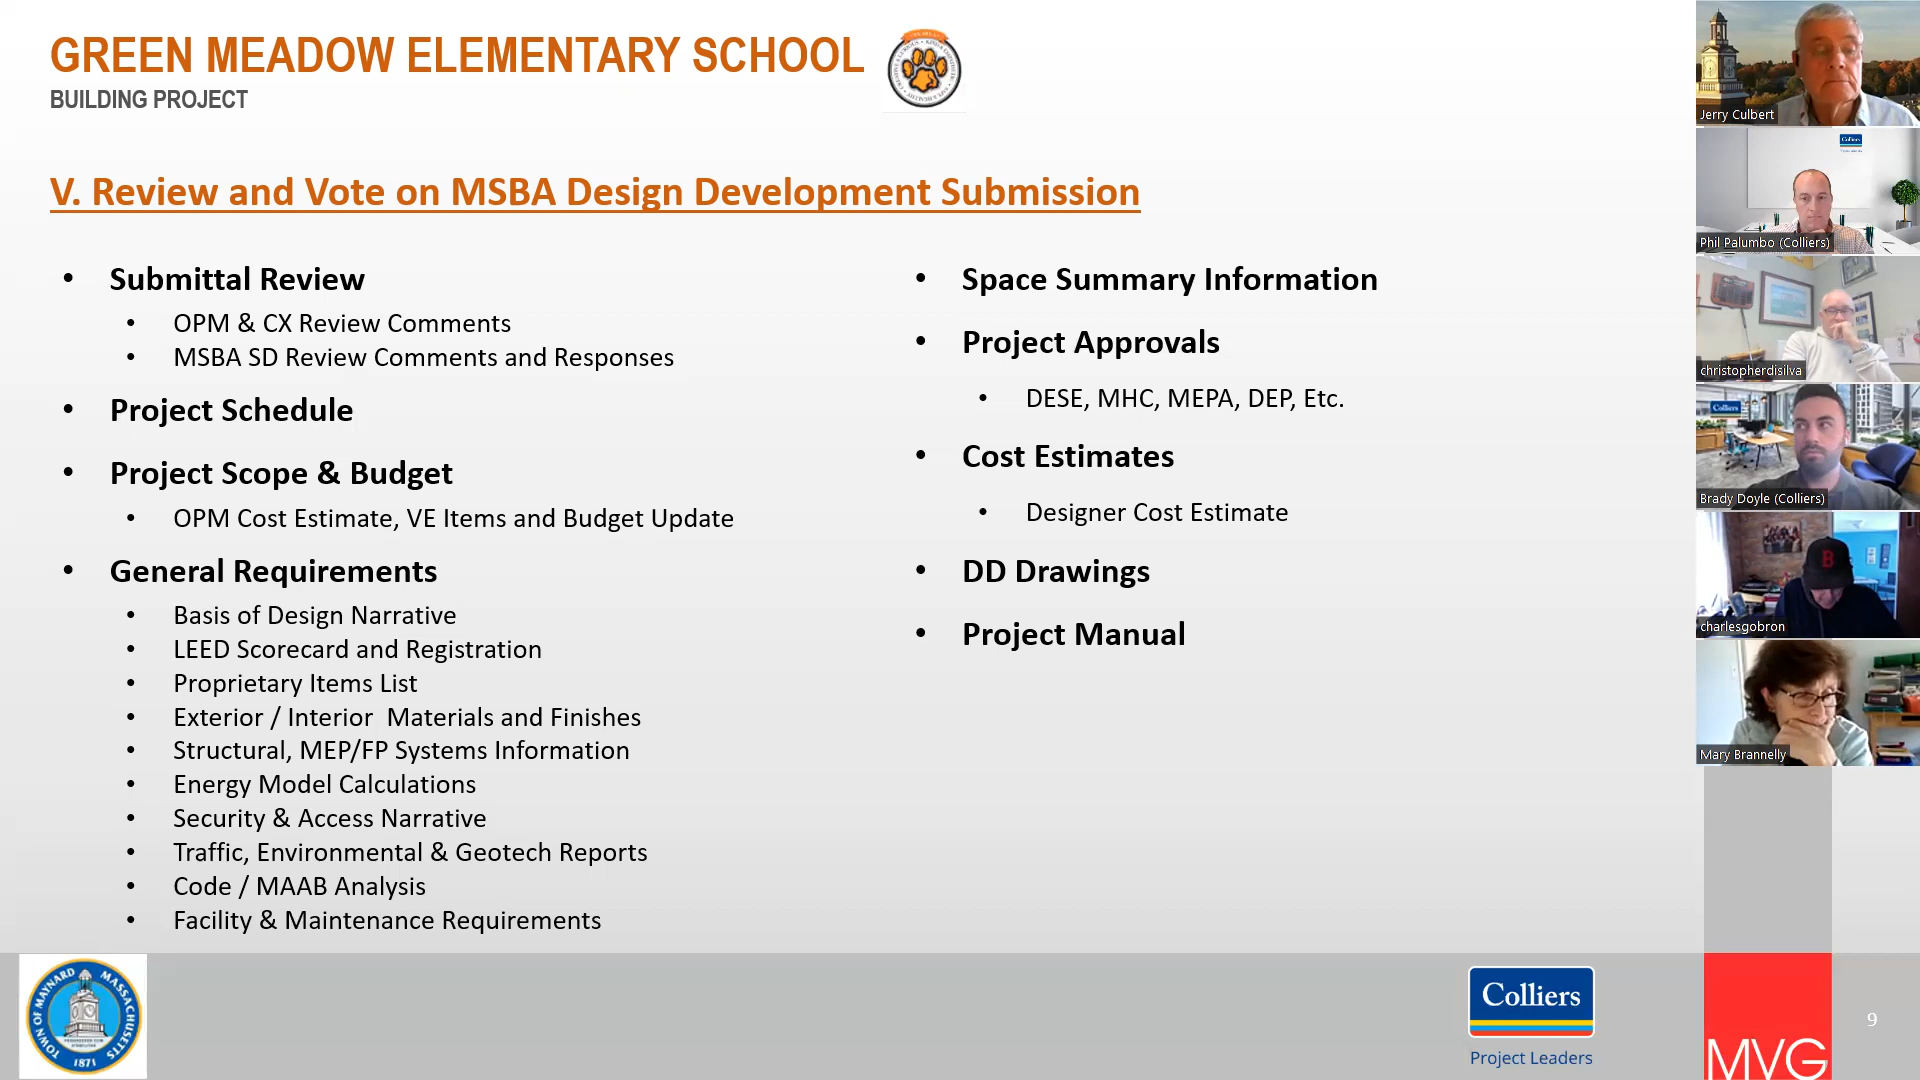 GREEN MEADOW ELEMENTARY SCHOOL
BUILDING PROJECT
V. Review and Vote on MSBA Design Development Submission
• Submittal Review
• OPM & CX Review Comments
• MSBA SD Review Comments and Responses
• Project Schedule
• Project Scope & Budget
• OPM Cost Estimate, VE Items and Budget Update
• General Requirements
• Basis of Design Narrative
• LEED Scorecard and Registration
• Proprietary Items List
• Exterior / Interior  Materials and Finishes
• Structural, MEP/FP Systems Information
• Energy Model Calculations
• Security & Access Narrative
• Traffic, Environmental & Geotech Reports
• Code / MAAB Analysis
• Facility & Maintenance Requirements
• Space Summary Information
• Project Approvals
• DESE, MHC, MEPA, DEP, Etc.
• Cost Estimates
• Designer Cost Estimate
• DD Drawings
• Project Manual
Jerry Culbert
Colliers
Phil Palumbo (Colliers)
christopherdisilva
Colliers
Brady Doyle (Colliers)
B
charlesgobron
Mary Brannelly
TOWN OF MAYNARD MASSACHUSETTS
1871
Colliers
Project Leaders
MVG
9